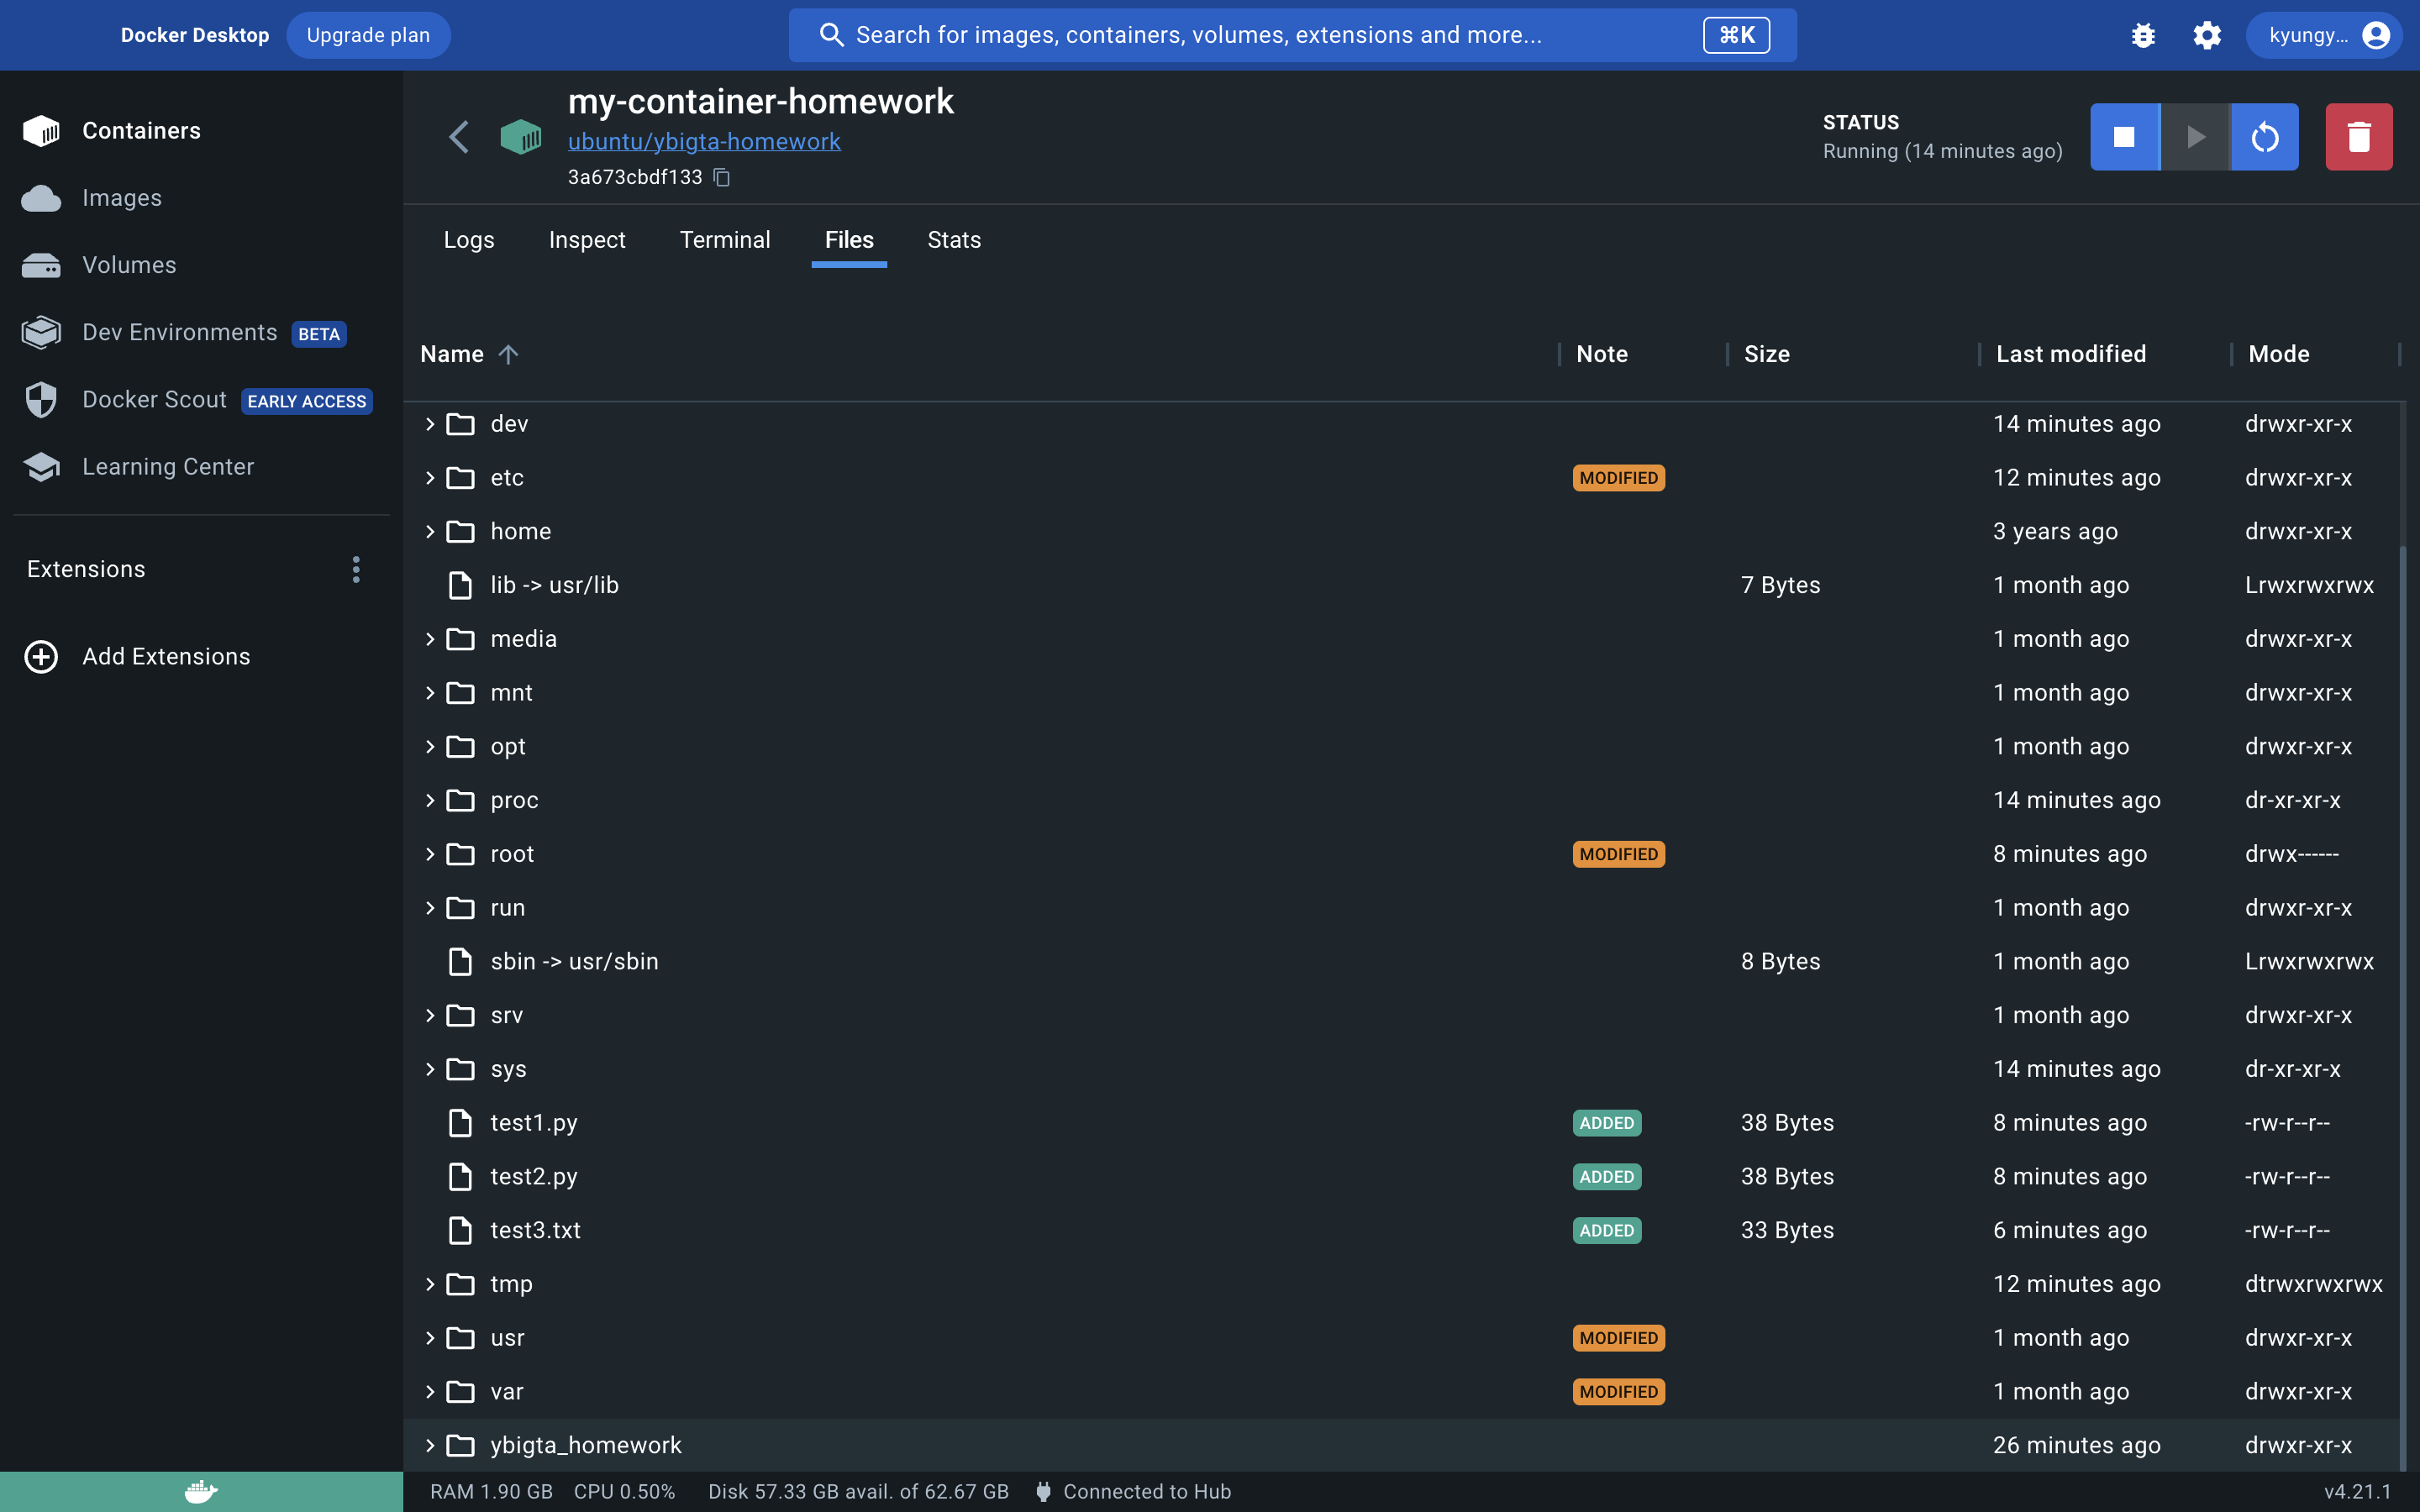 Docker Desktop
Upgrade plan
Search for images, containers, volumes, extensions and more...
⌘K
kyungy...
Containers
Images
Volumes
Dev Environments BETA
Docker Scout EARLY ACCESS
Learning Center
Extensions
Add Extensions
my-container-homework
ubuntu/ybigta-homework
3a673cbdf133
STATUS
Running (14 minutes ago)
Logs Inspect Terminal Files Stats
Name Note Size Last modified Mode
dev 14 minutes ago drwxr-xr-x
etc MODIFIED 12 minutes ago drwxr-xr-x
home 3 years ago drwxr-xr-x
lib -> usr/lib 7 Bytes 1 month ago Lrwxrwxrwx
media 1 month ago drwxr-xr-x
mnt 1 month ago drwxr-xr-x
opt 1 month ago drwxr-xr-x
proc 14 minutes ago dr-xr-xr-x
root MODIFIED 8 minutes ago drwx------
run 1 month ago drwxr-xr-x
sbin -> usr/sbin 8 Bytes 1 month ago Lrwxrwxrwx
srv 1 month ago drwxr-xr-x
sys 14 minutes ago dr-xr-xr-x
test1.py ADDED 38 Bytes 8 minutes ago -rw-r--r--
test2.py ADDED 38 Bytes 8 minutes ago -rw-r--r--
test3.txt ADDED 33 Bytes 6 minutes ago -rw-r--r--
tmp 12 minutes ago dtrwxrwxrwx
usr MODIFIED 1 month ago drwxr-xr-x
var MODIFIED 1 month ago drwxr-xr-x
ybigta_homework 26 minutes ago drwxr-xr-x
RAM 1.90 GB CPU 0.50% Disk 57.33 GB avail. of 62.67 GB Connected to Hub v4.21.1